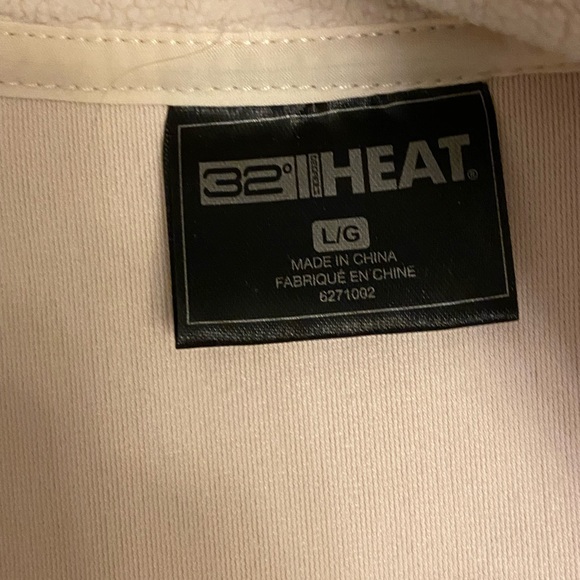 32° HEAT®
L/G
MADE IN CHINA
FABRIQUÉ EN CHINE
6271002